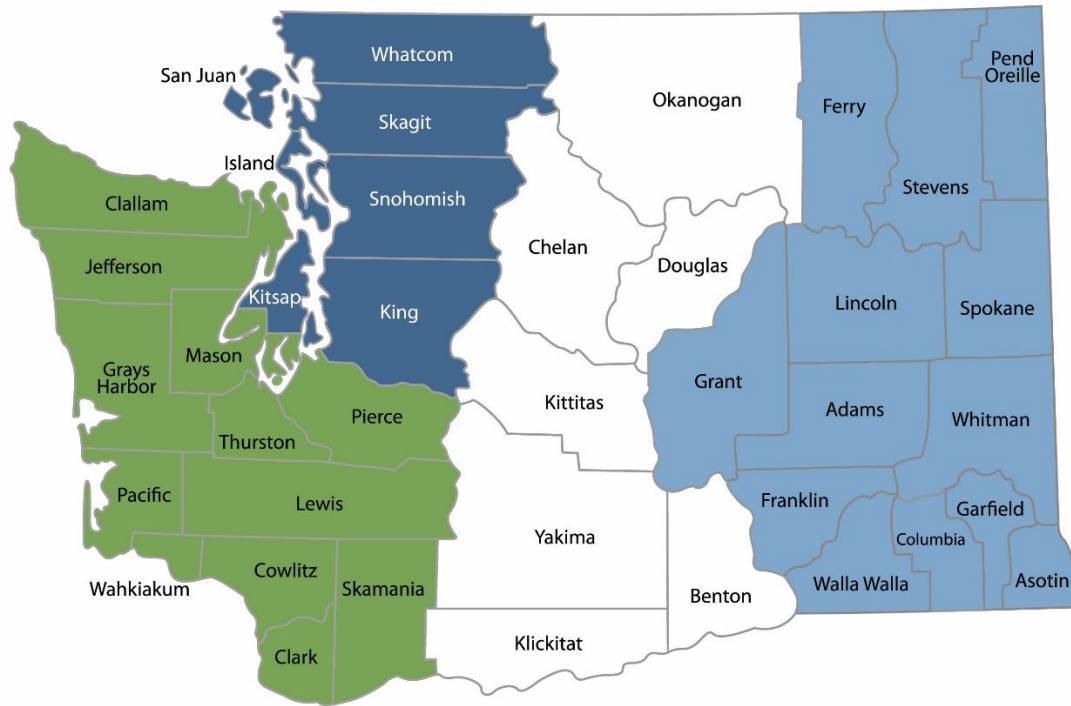 Whatcom
San Juan
Pend
Oreille
Okanogan
Ferry
Skagit
Island
Stevens
Snohomish
Clallam
Chelan
Douglas
Jefferson
Kitsap
Lincoln
Spokane
King
Mason
Grays
Harbor
Grant
Kittitas
Adams
Pierce
Whitman
Thurston
Pacific
Lewis
Franklin
Garfield
Yakima
Columbia
Cowlitz
Wahkiakum
Skamania
Walla Walla
Asotin
Benton
Klickitat
Clark